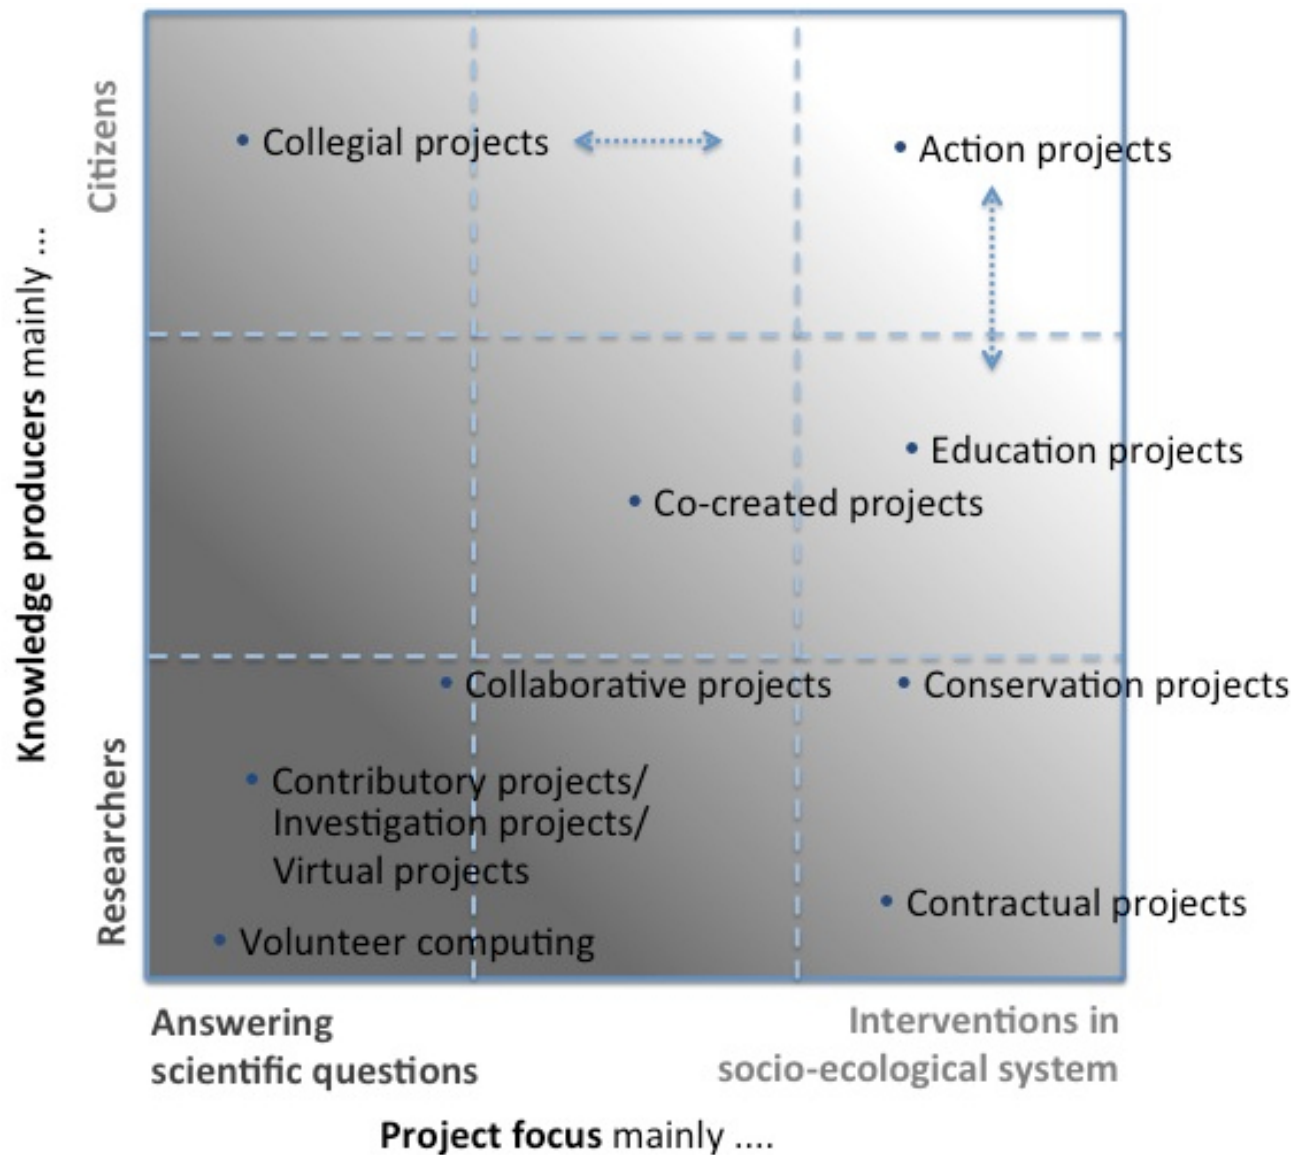 Citizens
Knowledge producers mainly ...
Researchers
• Collegial projects
• Action projects
• Education projects
• Co-created projects
• Collaborative projects
• Conservation projects
• Contributory projects/
Investigation projects/
Virtual projects
• Contractual projects
• Volunteer computing
Answering
scientific questions
Interventions in
socio-ecological system
Project focus mainly ....